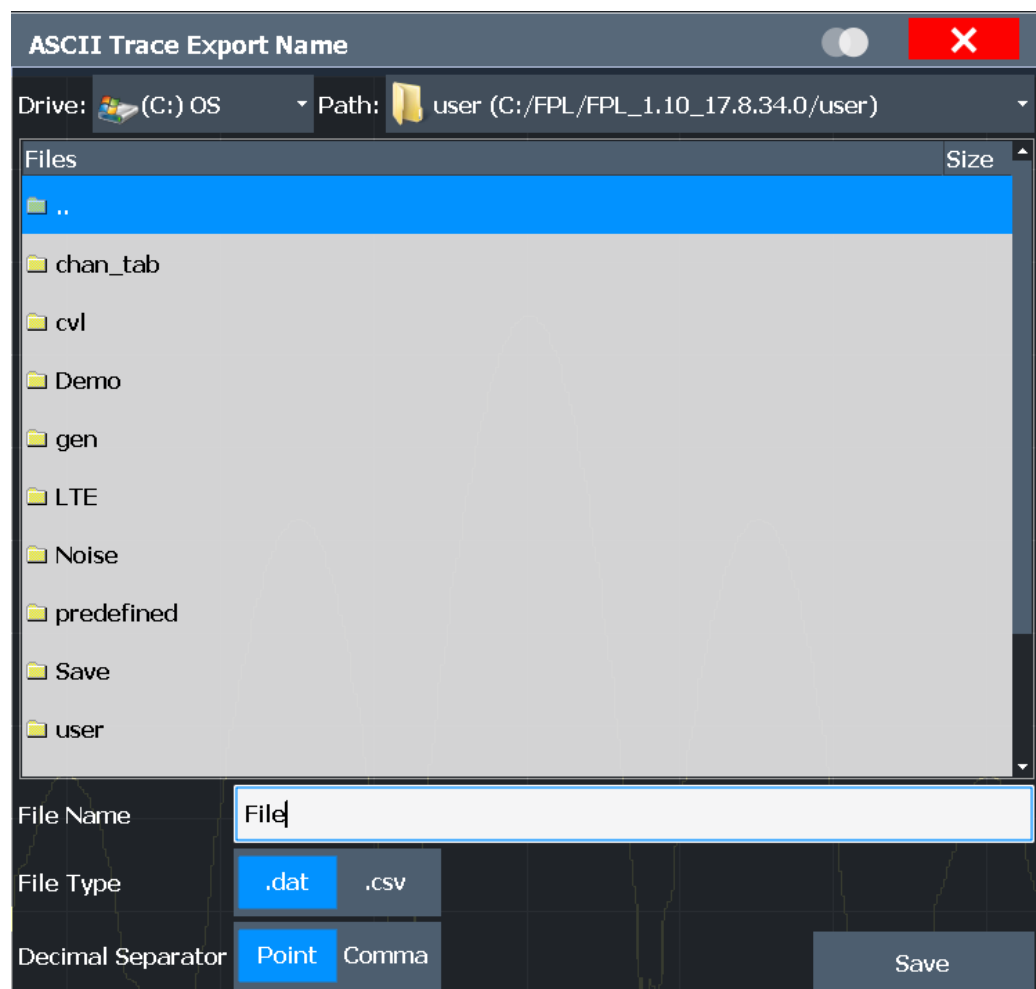 ASCII Trace Export Name
Drive: (C:) OS Path: user (C:/FPL/FPL_1.10_17.8.34.0/user)
Files Size
..
chan_tab
cvl
Demo
gen
LTE
Noise
predefined
Save
user
File Name File
File Type .dat .csv
Decimal Separator Point Comma Save